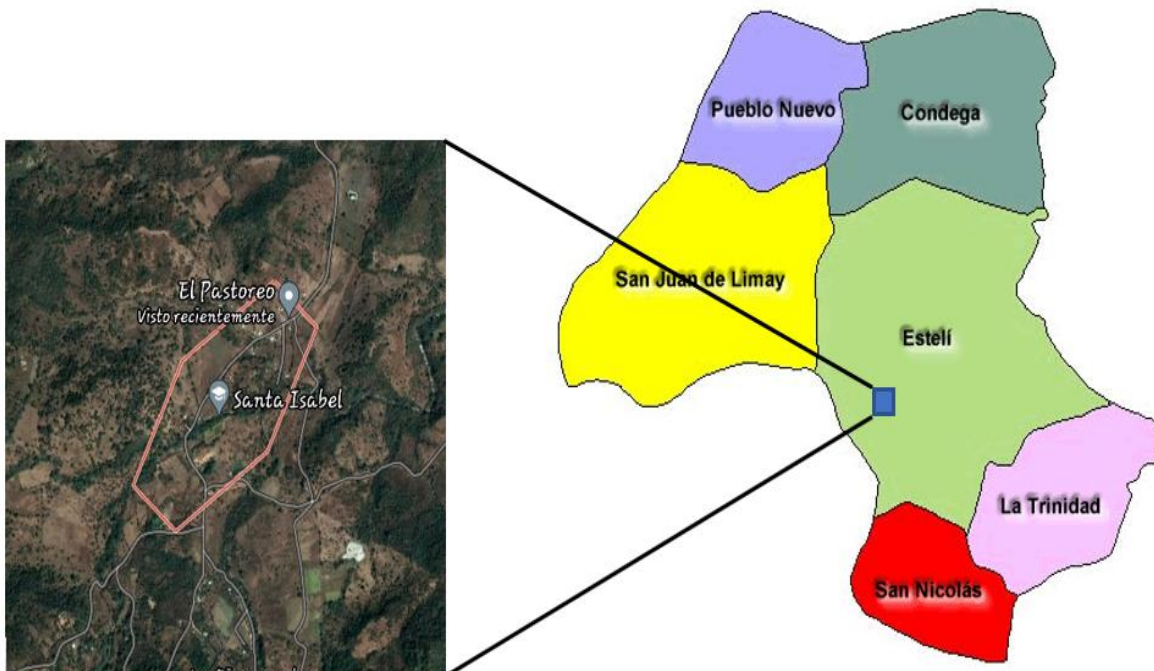 Pueblo Nuevo
Condega
San Juan de Limay
Estelí
La Trinidad
San Nicolás
El Pastoreo
Visto recientemente
Santa Isabel